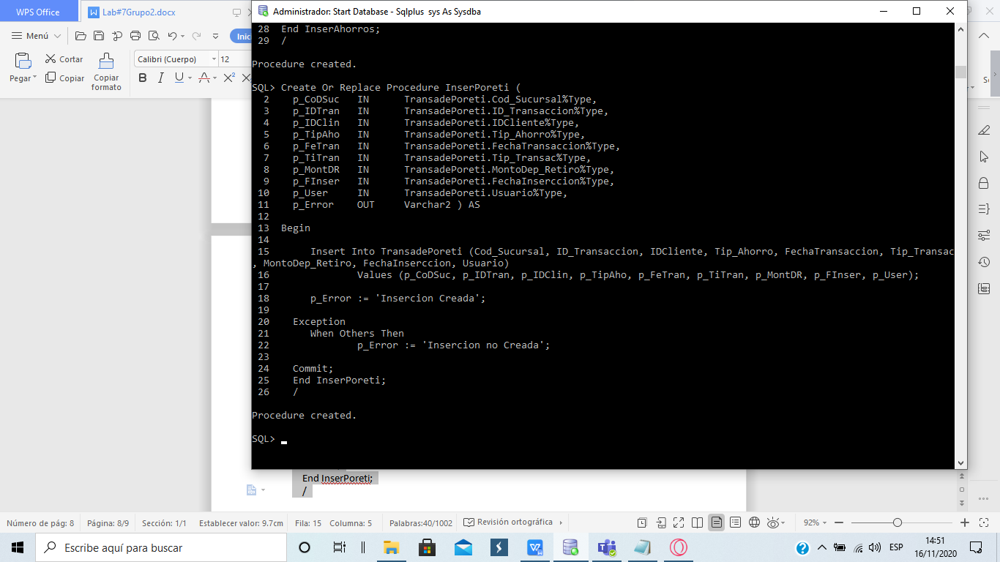 WPS Office
Lab#7Grupo2.docx
Administrador: Start Database - Sqlplus  sys As Sysdba
Menú
Inic
Pegar
Cortar
Copiar
Copiar formato
Calibri (Cuerpo)
12
B I U A X²
28  End InserAhorros;
29  /
Procedure created.
SQL> Create Or Replace Procedure InserPoreti (
2    p_CoDSuc   IN      TransadePoreti.Cod_Sucursal%Type,
3    p_IDTran   IN      TransadePoreti.ID_Transaccion%Type,
4    p_IDClin   IN      TransadePoreti.IDCliente%Type,
5    p_TipAho   IN      TransadePoreti.Tip_Ahorro%Type,
6    p_FeTran   IN      TransadePoreti.FechaTransaccion%Type,
7    p_TiTran   IN      TransadePoreti.Tip_Transac%Type,
8    p_MontDR   IN      TransadePoreti.MontoDep_Retiro%Type,
9    p_FInser   IN      TransadePoreti.FechaInserccion%Type,
10    p_User     IN      TransadePoreti.Usuario%Type,
11    p_Error    OUT     Varchar2 ) AS
12
13  Begin
14
15       Insert Into TransadePoreti (Cod_Sucursal, ID_Transaccion, IDCliente, Tip_Ahorro, FechaTransaccion, Tip_Transac
, MontoDep_Retiro, FechaInserccion, Usuario)
16               Values (p_CoDSuc, p_IDTran, p_IDClin, p_TipAho, p_FeTran, p_TiTran, p_MontDR, p_FInser, p_User);
17
18       p_Error := 'Insercion Creada';
19
20    Exception
21       When Others Then
22               p_Error := 'Insercion no Creada';
23
24    Commit;
25    End InserPoreti;
26    /
Procedure created.
SQL>
End InserPoreti;
/
Número de pág: 8  Página: 8/9  Sección: 1/1  Establecer valor: 9.7cm  Fila: 15  Columna: 5  Palabras:40/1002  Revisión ortográfica  92%
Escribe aquí para buscar
ESP
14:51
16/11/2020